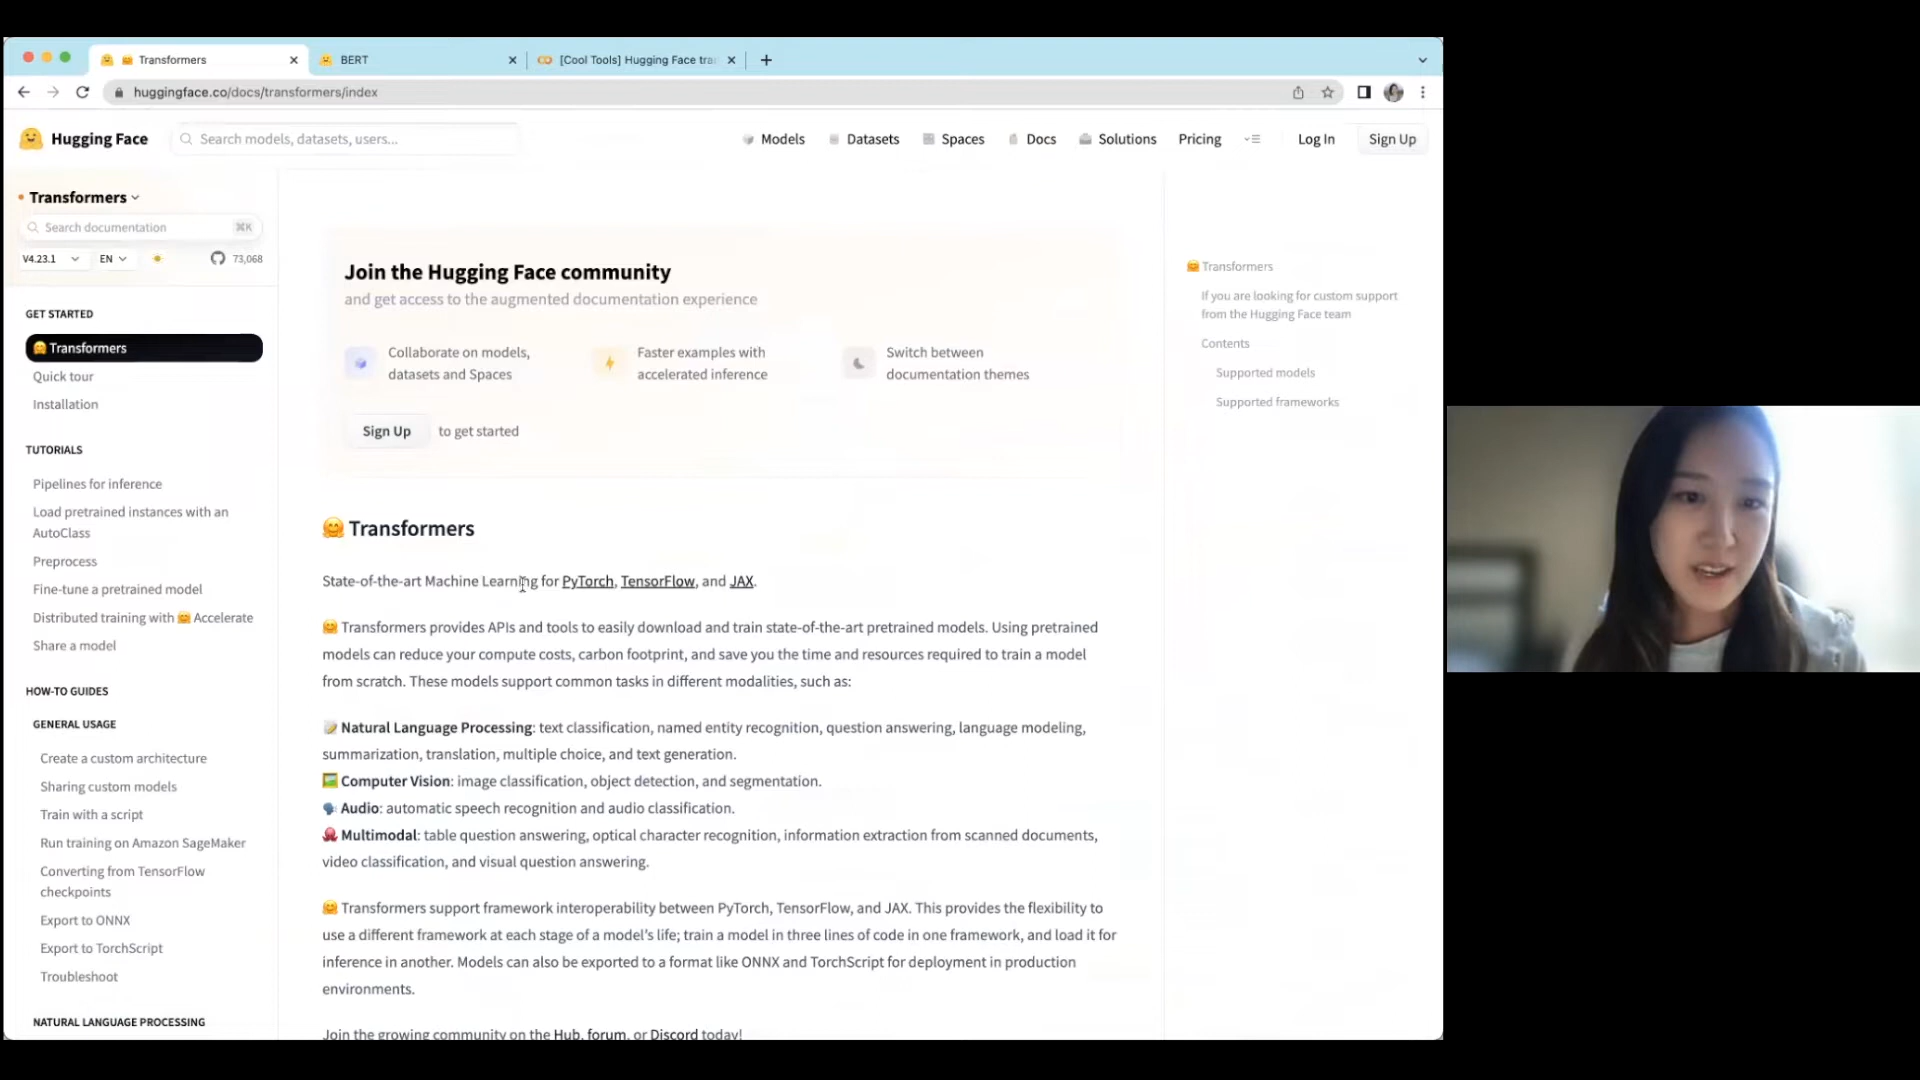 Transformers
BERT
[Cool Tools] Hugging Face tra
huggingface.co/docs/transformers/index
Hugging Face
Search models, datasets, users...
Models
Datasets
Spaces
Docs
Solutions
Pricing
Log In
Sign Up
Transformers
Search documentation
⌘K
V4.23.1
EN
73,068
GET STARTED
Transformers
Quick tour
Installation
TUTORIALS
Pipelines for inference
Load pretrained instances with an
AutoClass
Preprocess
Fine-tune a pretrained model
Distributed training with 🤗 Accelerate
Share a model
HOW-TO GUIDES
GENERAL USAGE
Create a custom architecture
Sharing custom models
Train with a script
Run training on Amazon SageMaker
Converting from TensorFlow
checkpoints
Export to ONNX
Export to TorchScript
Troubleshoot
NATURAL LANGUAGE PROCESSING
Join the Hugging Face community
and get access to the augmented documentation experience
Collaborate on models,
datasets and Spaces
Faster examples with
accelerated inference
Switch between
documentation themes
Sign Up to get started
🤗 Transformers
State-of-the-art Machine Learning for PyTorch, TensorFlow, and JAX.
🤗 Transformers provides APIs and tools to easily download and train state-of-the-art pretrained models. Using pretrained
models can reduce your compute costs, carbon footprint, and save you the time and resources required to train a model
from scratch. These models support common tasks in different modalities, such as:
📝 Natural Language Processing: text classification, named entity recognition, question answering, language modeling,
summarization, translation, multiple choice, and text generation.
🖼️ Computer Vision: image classification, object detection, and segmentation.
🗣️ Audio: automatic speech recognition and audio classification.
🐙 Multimodal: table question answering, optical character recognition, information extraction from scanned documents,
video classification, and visual question answering.
🤗 Transformers support framework interoperability between PyTorch, TensorFlow, and JAX. This provides the flexibility to
use a different framework at each stage of a model's life; train a model in three lines of code in one framework, and load it for
inference in another. Models can also be exported to a format like ONNX and TorchScript for deployment in production
environments.
Join the growing community on the Hub, forum, or Discord today!
🤗 Transformers
If you are looking for custom support
from the Hugging Face team
Contents
Supported models
Supported frameworks